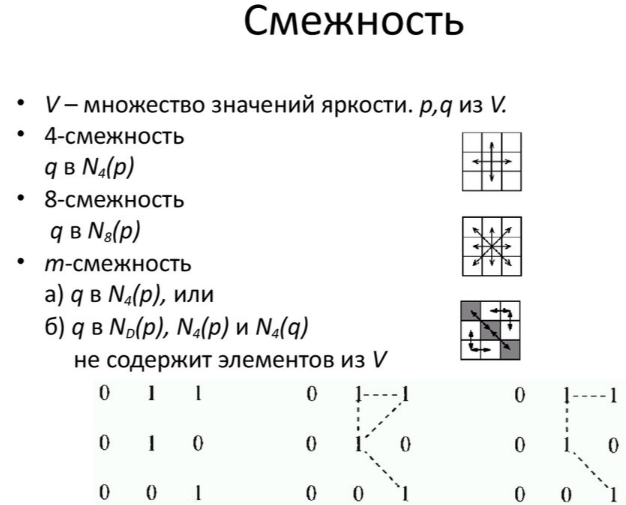 Смежность
• V – множество значений яркости. p,q из V.
• 4-смежность
q в N4(p)
• 8-смежность
q в N8(p)
• m-смежность
а) q в N4(p), или
б) q в ND(p), N4(p) и N4(q)
не содержит элементов из V
0 1 1 0 1 1 0 1 1
0 1 0 0 1 0 0 1 0
0 0 1 0 0 1 0 0 1